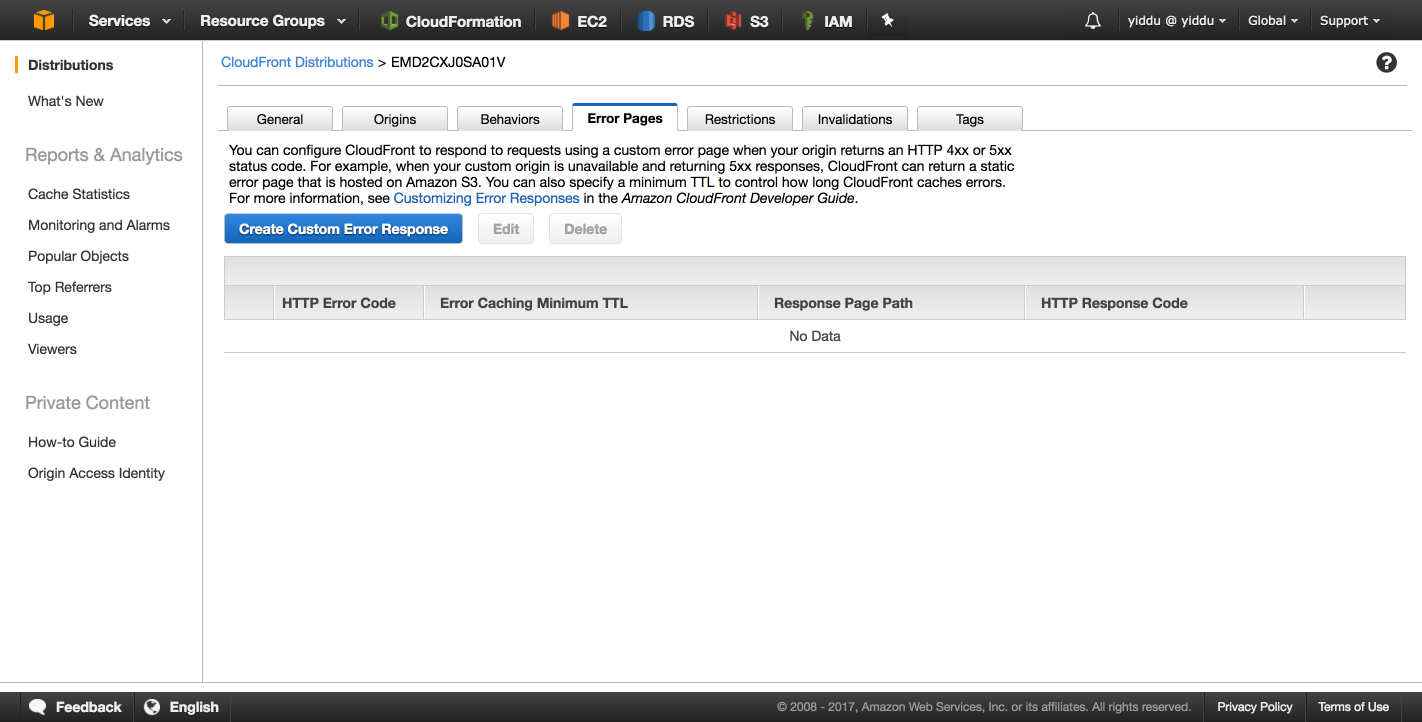 Services Resource Groups CloudFormation EC2 RDS S3 IAM yiddu @ yiddu Global Support
Distributions
What's New
Reports & Analytics
Cache Statistics
Monitoring and Alarms
Popular Objects
Top Referrers
Usage
Viewers
Private Content
How-to Guide
Origin Access Identity
CloudFront Distributions > EMD2CXJ0SA01V ?
General Origins Behaviors Error Pages Restrictions Invalidations Tags
You can configure CloudFront to respond to requests using a custom error page when your origin returns an HTTP 4xx or 5xx
status code. For example, when your custom origin is unavailable and returning 5xx responses, CloudFront can return a static
error page that is hosted on Amazon S3. You can also specify a minimum TTL to control how long CloudFront caches errors.
For more information, see Customizing Error Responses in the Amazon CloudFront Developer Guide.
Create Custom Error Response Edit Delete
HTTP Error Code Error Caching Minimum TTL Response Page Path HTTP Response Code
No Data
Feedback English © 2008 - 2017, Amazon Web Services, Inc. or its affiliates. All rights reserved. Privacy Policy Terms of Use